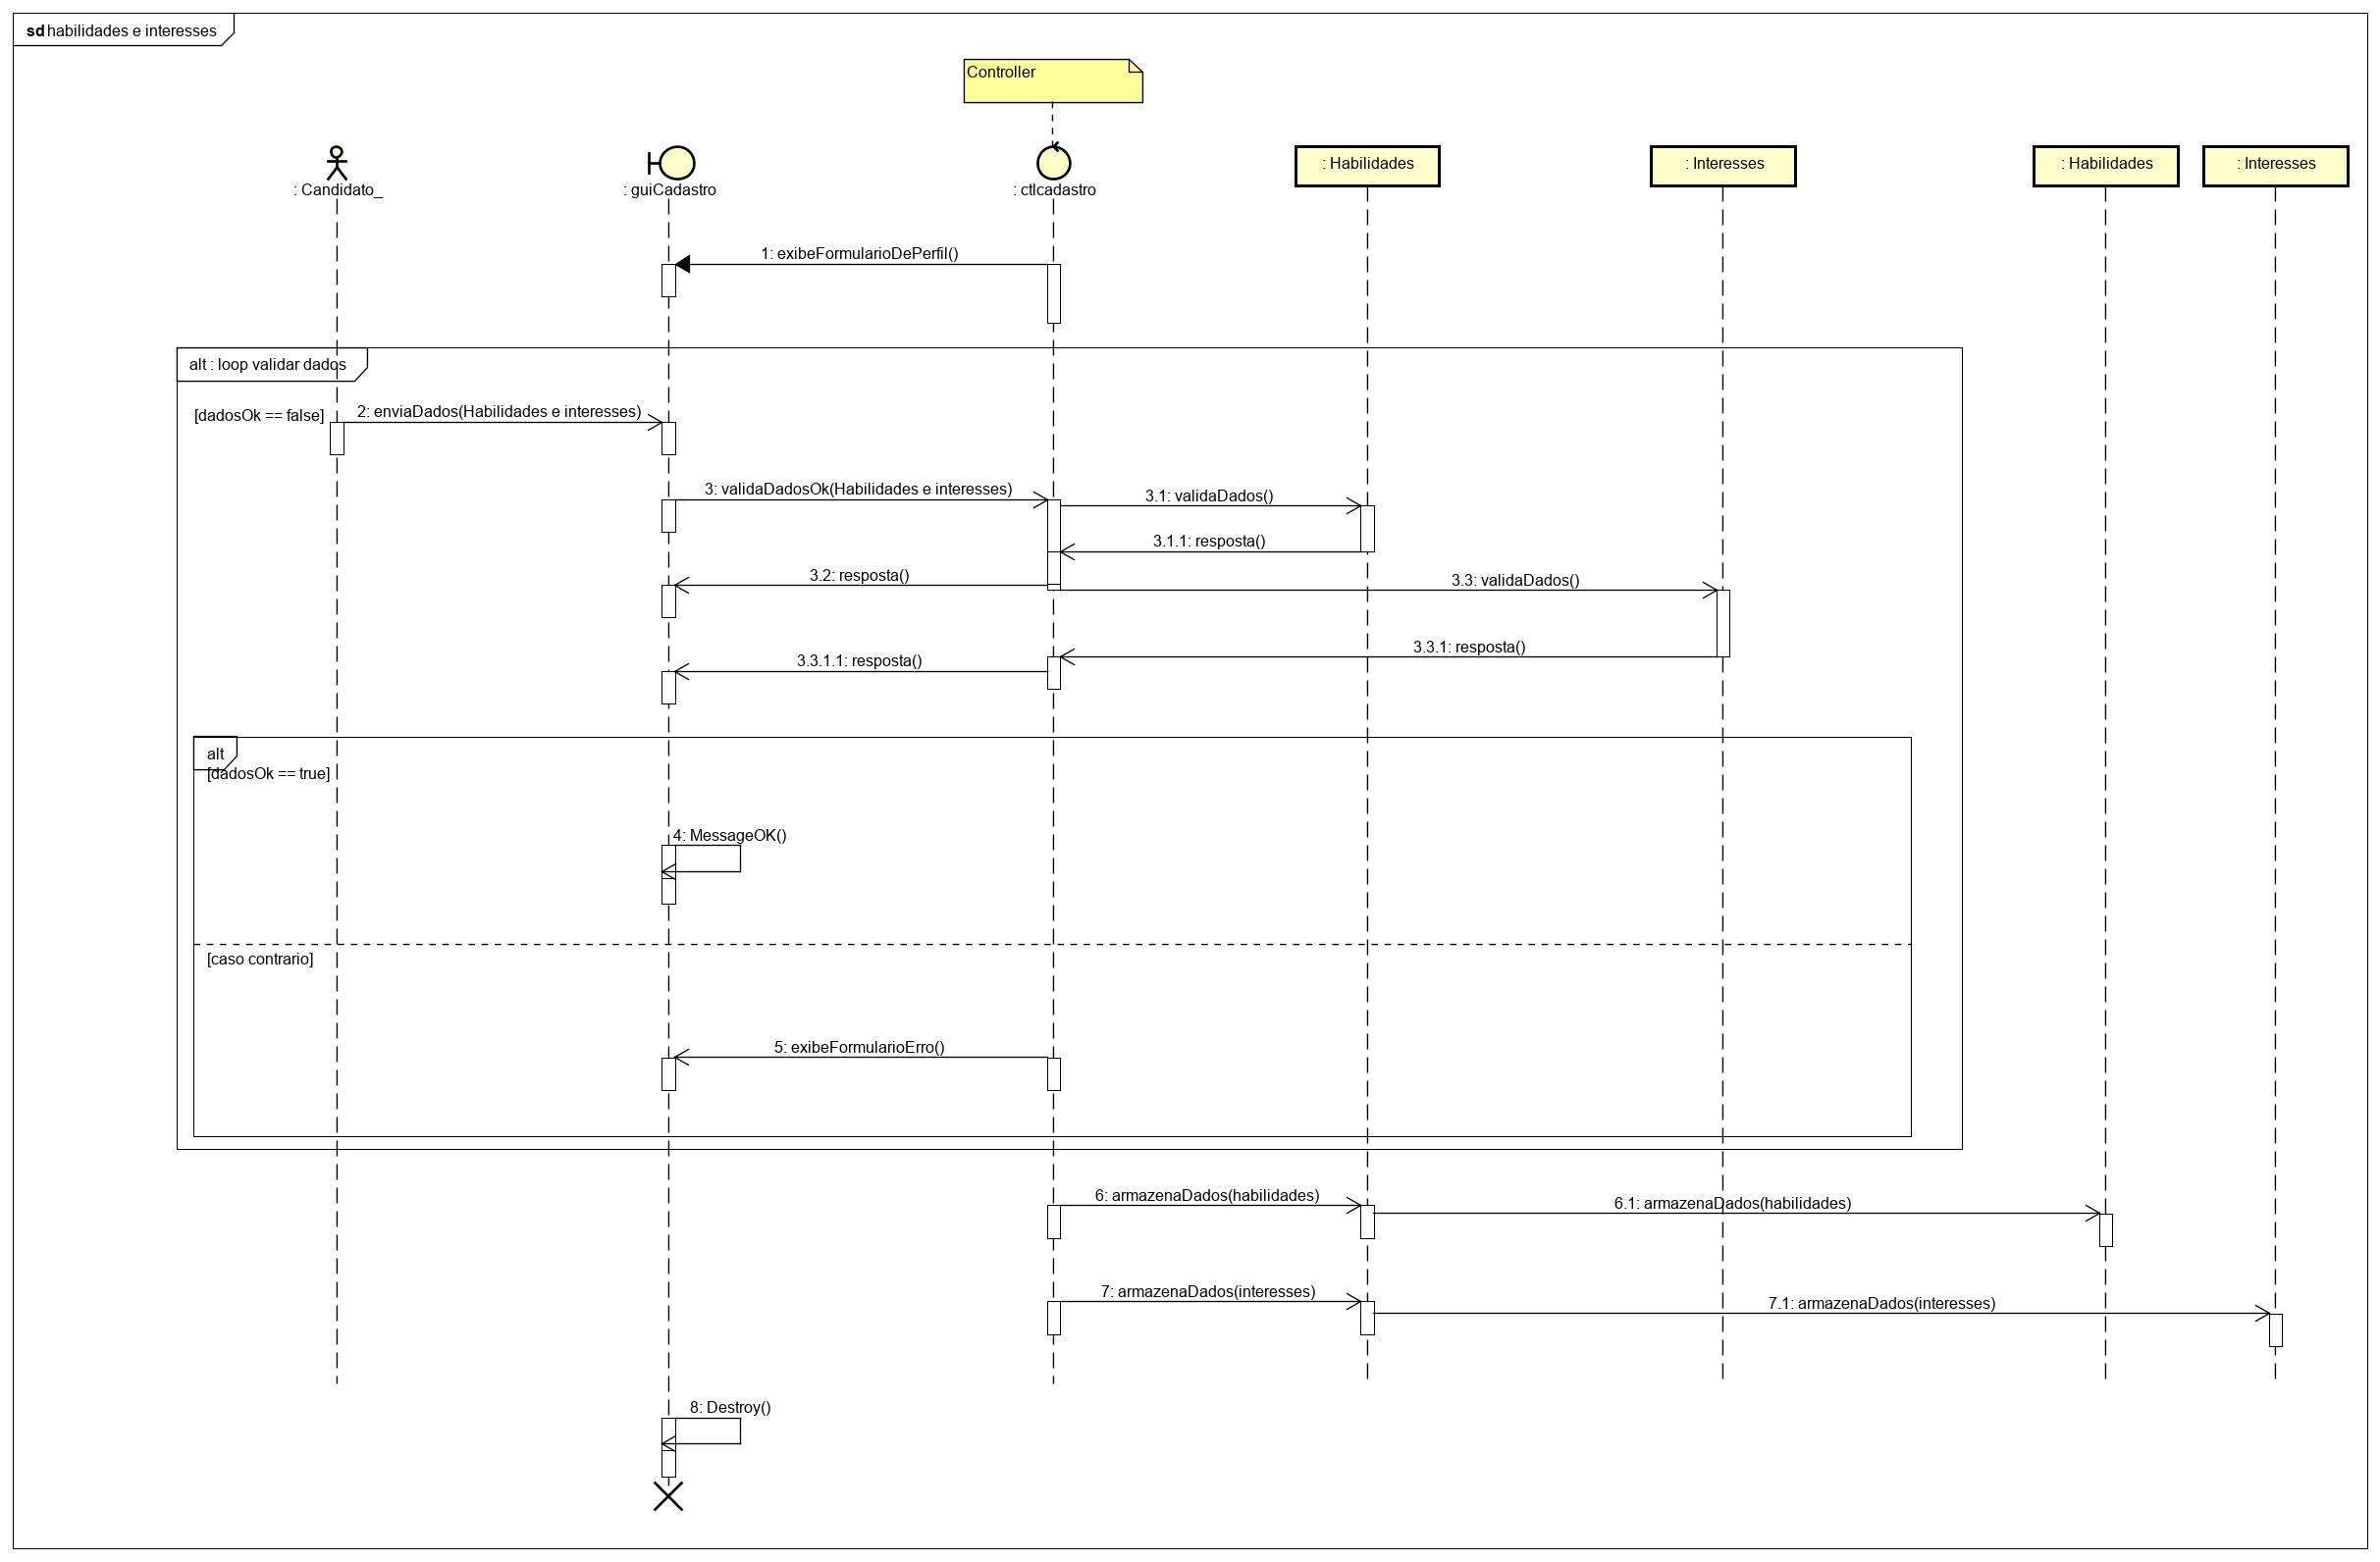 sd habilidades e interesses
Controller
: Candidato_
: guiCadastro
: ctlcadastro
: Habilidades
: Interesses
: Habilidades
: Interesses
1: exibeFormularioDePerfil()
alt : loop validar dados
[dadosOk == false]
2: enviaDados(Habilidades e interesses)
3: validaDadosOk(Habilidades e interesses)
3.1: validaDados()
3.1.1: resposta()
3.2: resposta()
3.3: validaDados()
3.3.1: resposta()
3.3.1.1: resposta()
alt
[dadosOk == true]
4: MessageOK()
[caso contrario]
5: exibeFormularioErro()
6: armazenaDados(habilidades)
6.1: armazenaDados(habilidades)
7: armazenaDados(interesses)
7.1: armazenaDados(interesses)
8: Destroy()